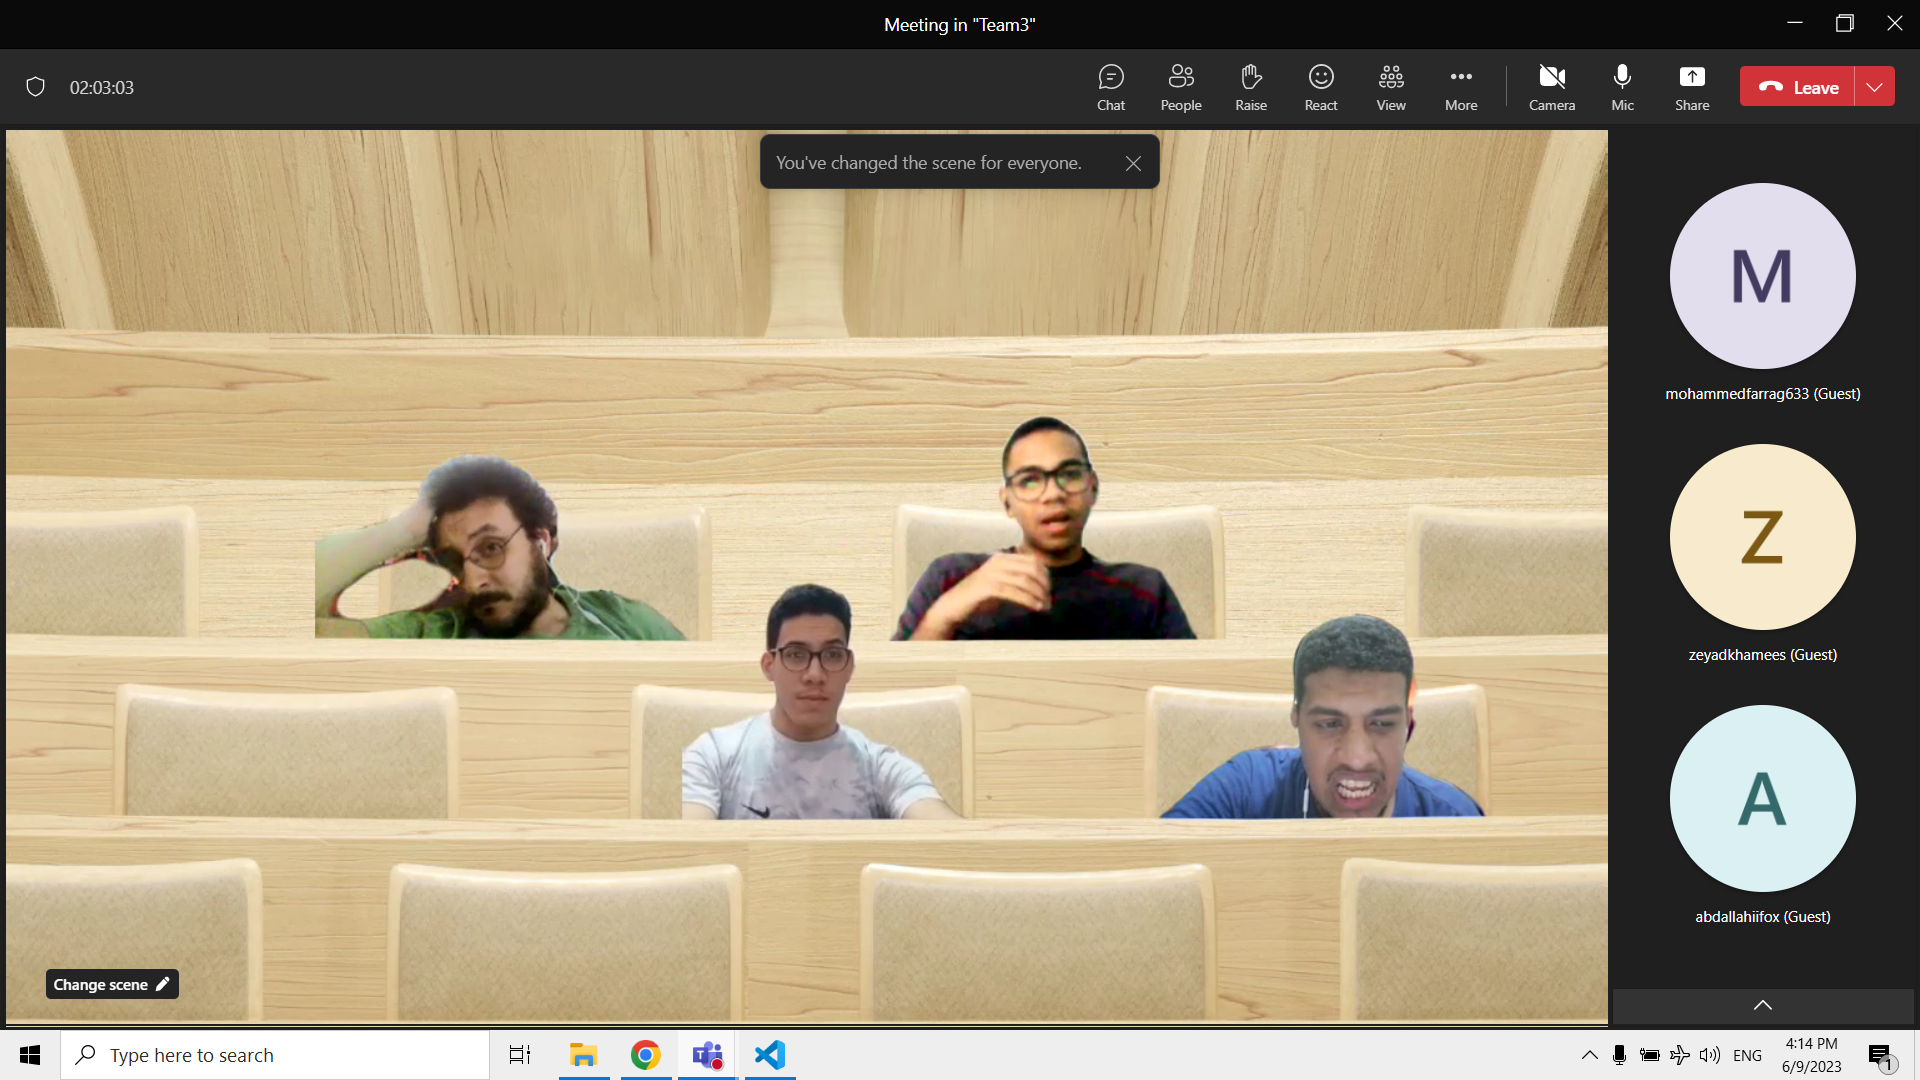 Meeting in "Team3"
02:03:03
Chat
People
Raise
React
View
More
Camera
Mic
Share
Leave
You've changed the scene for everyone.
M
mohammedfarrag633 (Guest)
Z
zeyadkhamees (Guest)
A
abdallahiifox (Guest)
Change scene
Type here to search
T
ENG
4:14 PM
6/9/2023
1